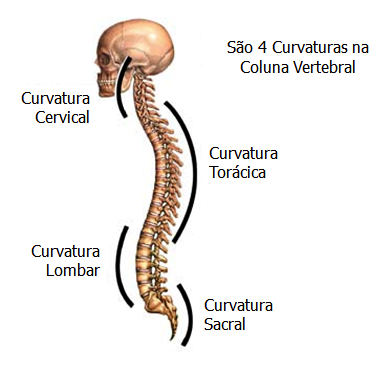 São 4 Curvaturas na
Coluna Vertebral
Curvatura
Cervical
Curvatura
Torácica
Curvatura
Lombar
Curvatura
Sacral